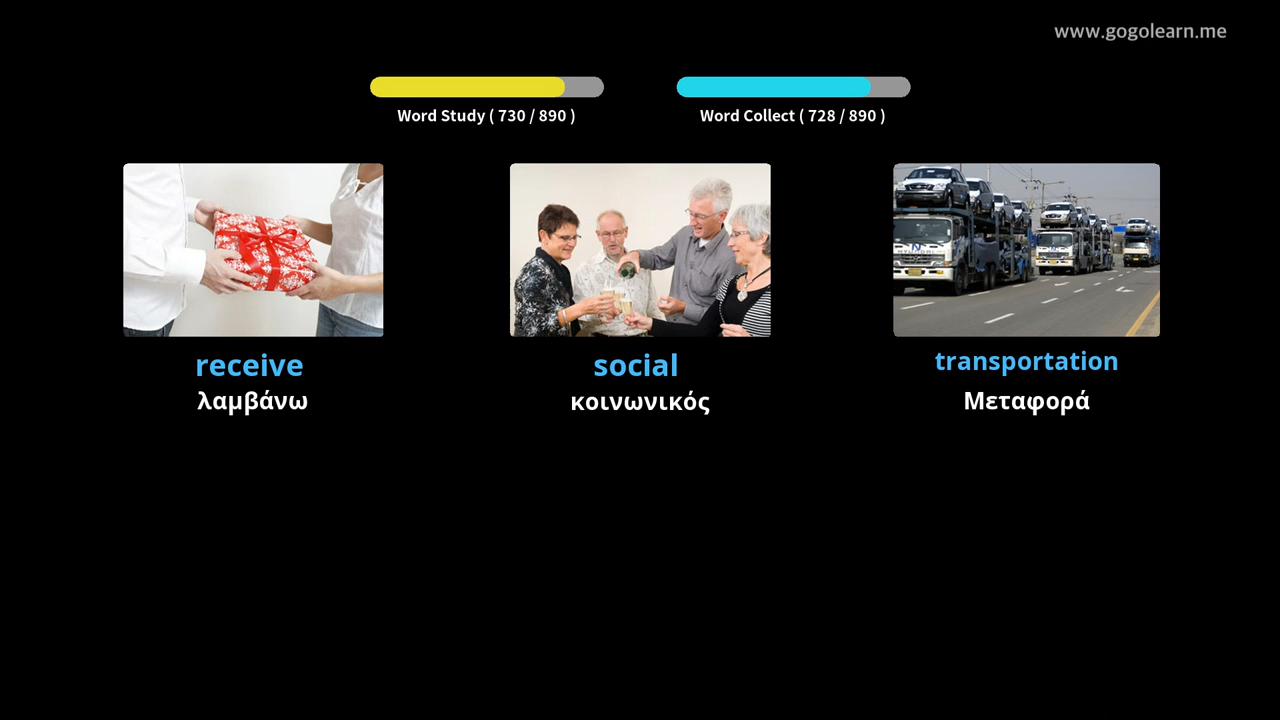 www.gogolearn.me
Word Study ( 730 / 890 )
Word Collect ( 728 / 890 )
receive
social
transportation
λαμβάνω
κοινωνικός
Μεταφορά